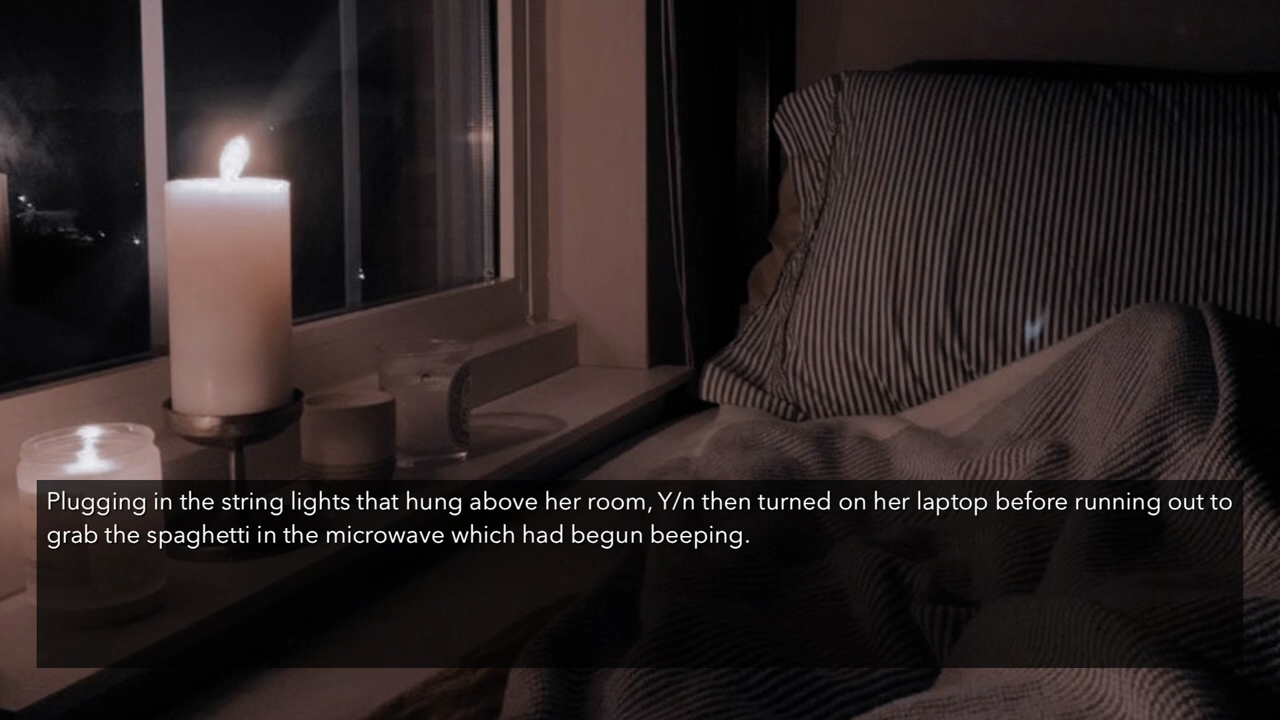 Plugging in the string lights that hung above her room, Y/n then turned on her laptop before running out to
grab the spaghetti in the microwave which had begun beeping.